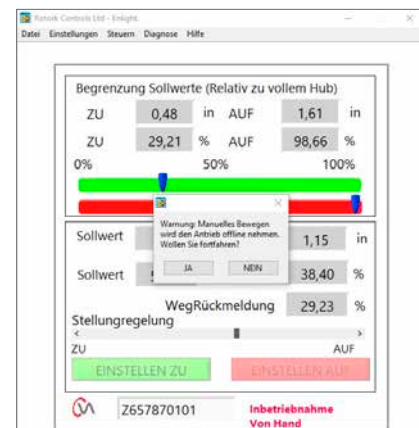 Rotork Controls Ltd - Enlight
Datei Einstellungen Steuern Diagnose Hilfe
Begrenzung Sollwerte (Relativ zu vollem Hub)
ZU 0,48 in AUF 1,61 in
ZU 29,21 % AUF 98,66 %
0% 50% 100%
Warnung: Manuelles Bewegen
wird den Antrieb offline nehmen.
Wollen Sie fortfahren?
JA NEIN
Sollwert 1,15 in
Sollwert 38,40 %
WegRückmeldung 29,23 %
Stellungregelung
ZU AUF
EINSTELLEN ZU EINSTELLEN AUF
Z657870101 Inbetriebnahme
Von Hand